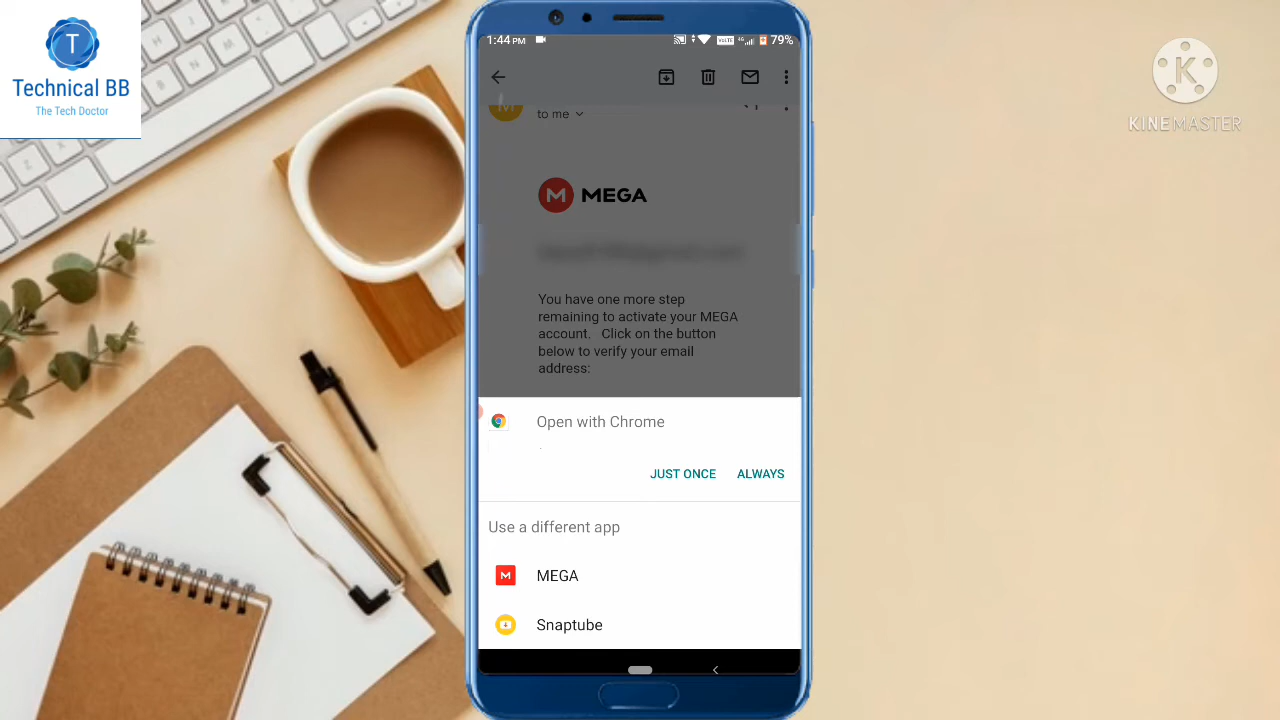 T
Technical BB
The Tech Doctor
K
KINEMASTER
1:44 PM
79%
M
to me
M MEGA
You have one more step
remaining to activate your MEGA
account. Click on the button
below to verify your email
address:
Open with Chrome
JUST ONCE ALWAYS
Use a different app
MEGA
Snaptube